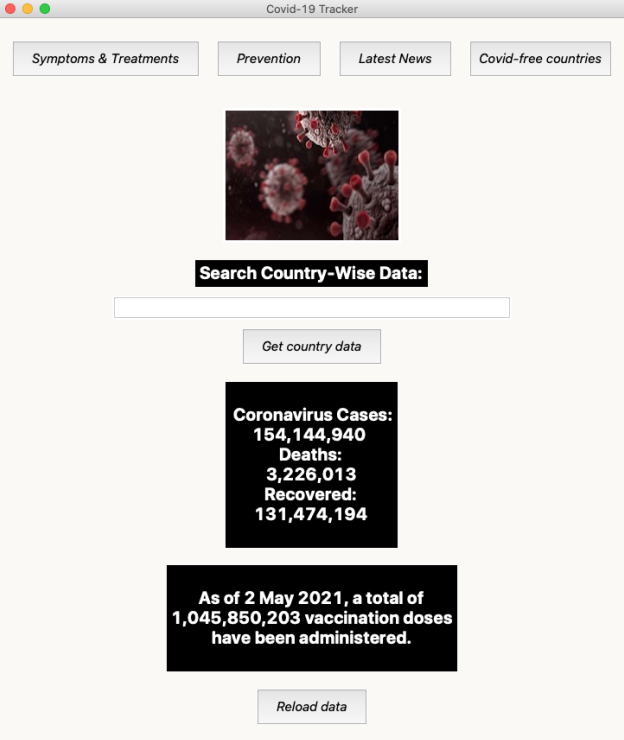 Covid-19 Tracker
Symptoms & Treatments
Prevention
Latest News
Covid-free countries
Search Country-Wise Data:
Get country data
Coronavirus Cases:
154,144,940
Deaths:
3,226,013
Recovered:
131,474,194
As of 2 May 2021, a total of
1,045,850,203 vaccination doses
have been administered.
Reload data